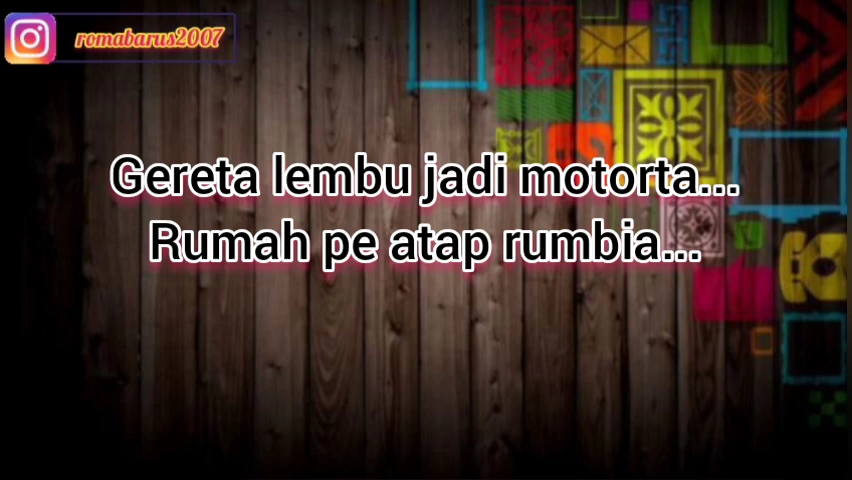 romabarus2007
Gereta lembu jadi motorta...
Rumah pe atap rumbia...